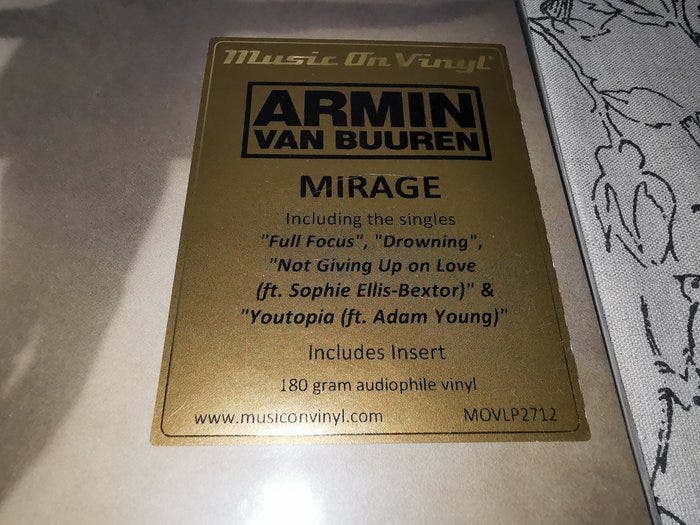 Music On Vinyl®
ARMIN
VAN BUUREN
MIRAGE
Including the singles
"Full Focus", "Drowning",
"Not Giving Up on Love
(ft. Sophie Ellis-Bextor)" &
"Youtopia (ft. Adam Young)"
Includes Insert
180 gram audiophile vinyl
www.musiconvinyl.com MOVLP2712